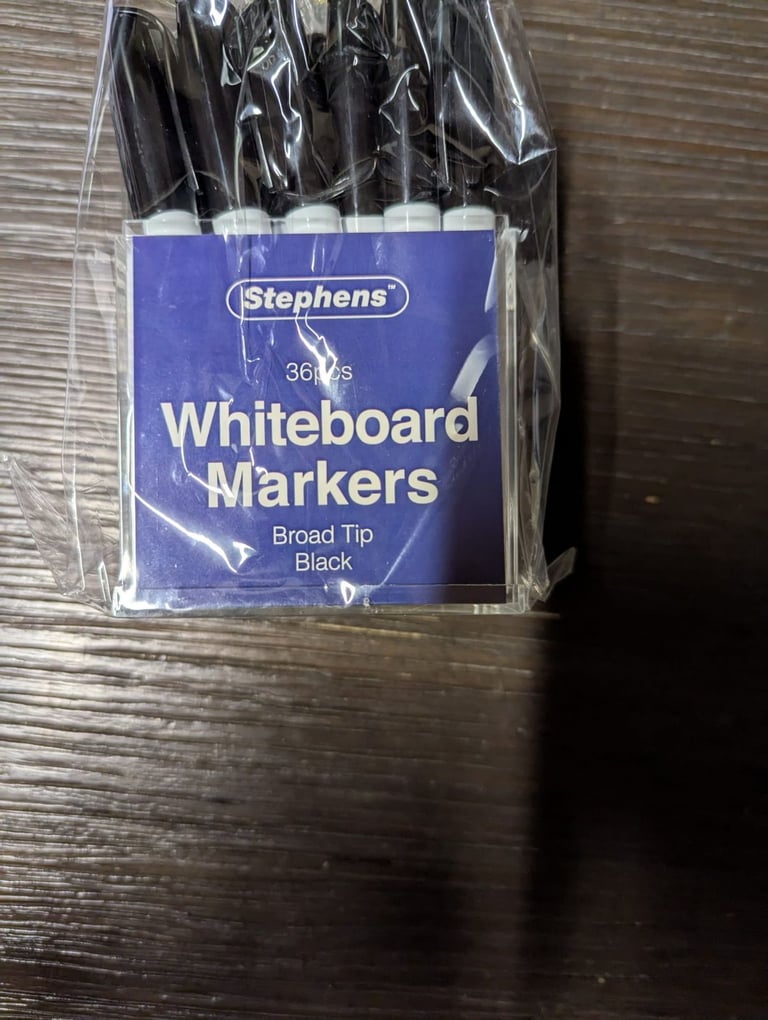 Stephens™
36pcs
Whiteboard
Markers
Broad Tip
Black